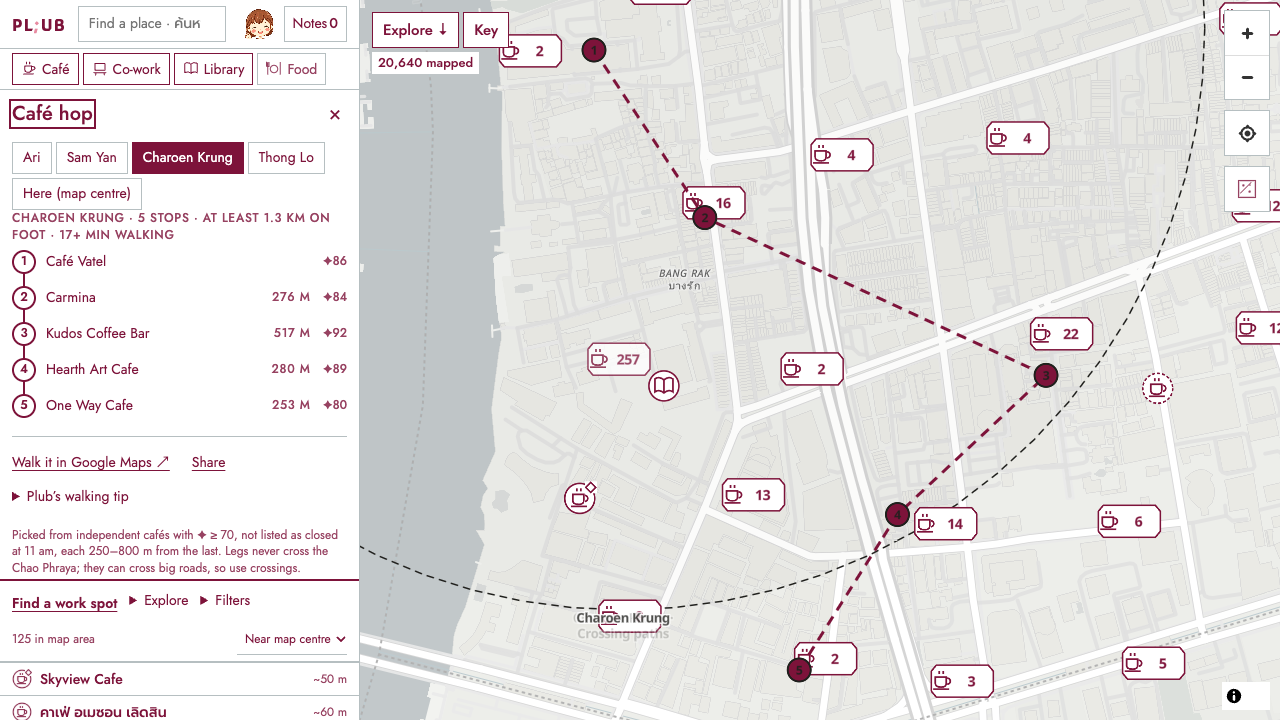 PLUB
Find a place · ค้นห
Notes 0
Café
Co-work
Library
Food
Café hop
×
Ari
Sam Yan
Charoen Krung
Thong Lo
Here (map centre)
CHAROEN KRUNG · 5 STOPS · AT LEAST 1.3 KM ON
FOOT · 17+ MIN WALKING
1 Café Vatel ✦86
2 Carmina 276 M ✦84
3 Kudos Coffee Bar 517 M ✦92
4 Hearth Art Cafe 280 M ✦89
5 One Way Cafe 253 M ✦80
Walk it in Google Maps ↗ Share
▶ Plub's walking tip
Picked from independent cafés with ✦ ≥ 70, not listed as closed
at 11 am, each 250–800 m from the last. Legs never cross the
Chao Phraya; they can cross big roads, so use crossings.
Find a work spot ▶ Explore ▶ Filters
125 in map area
Near map centre
Skyview Cafe ~50 m
คาเฟ่ อเมซอน เลิดสิน ~60 m
Explore ↓
Key
20,640 mapped
2
1
4
4
16
2
12
BANG RAK
บางรัก
22
12
257
2
3
13
4
14
6
Charoen Krung
Crossing paths
2
5
3
5
+
−